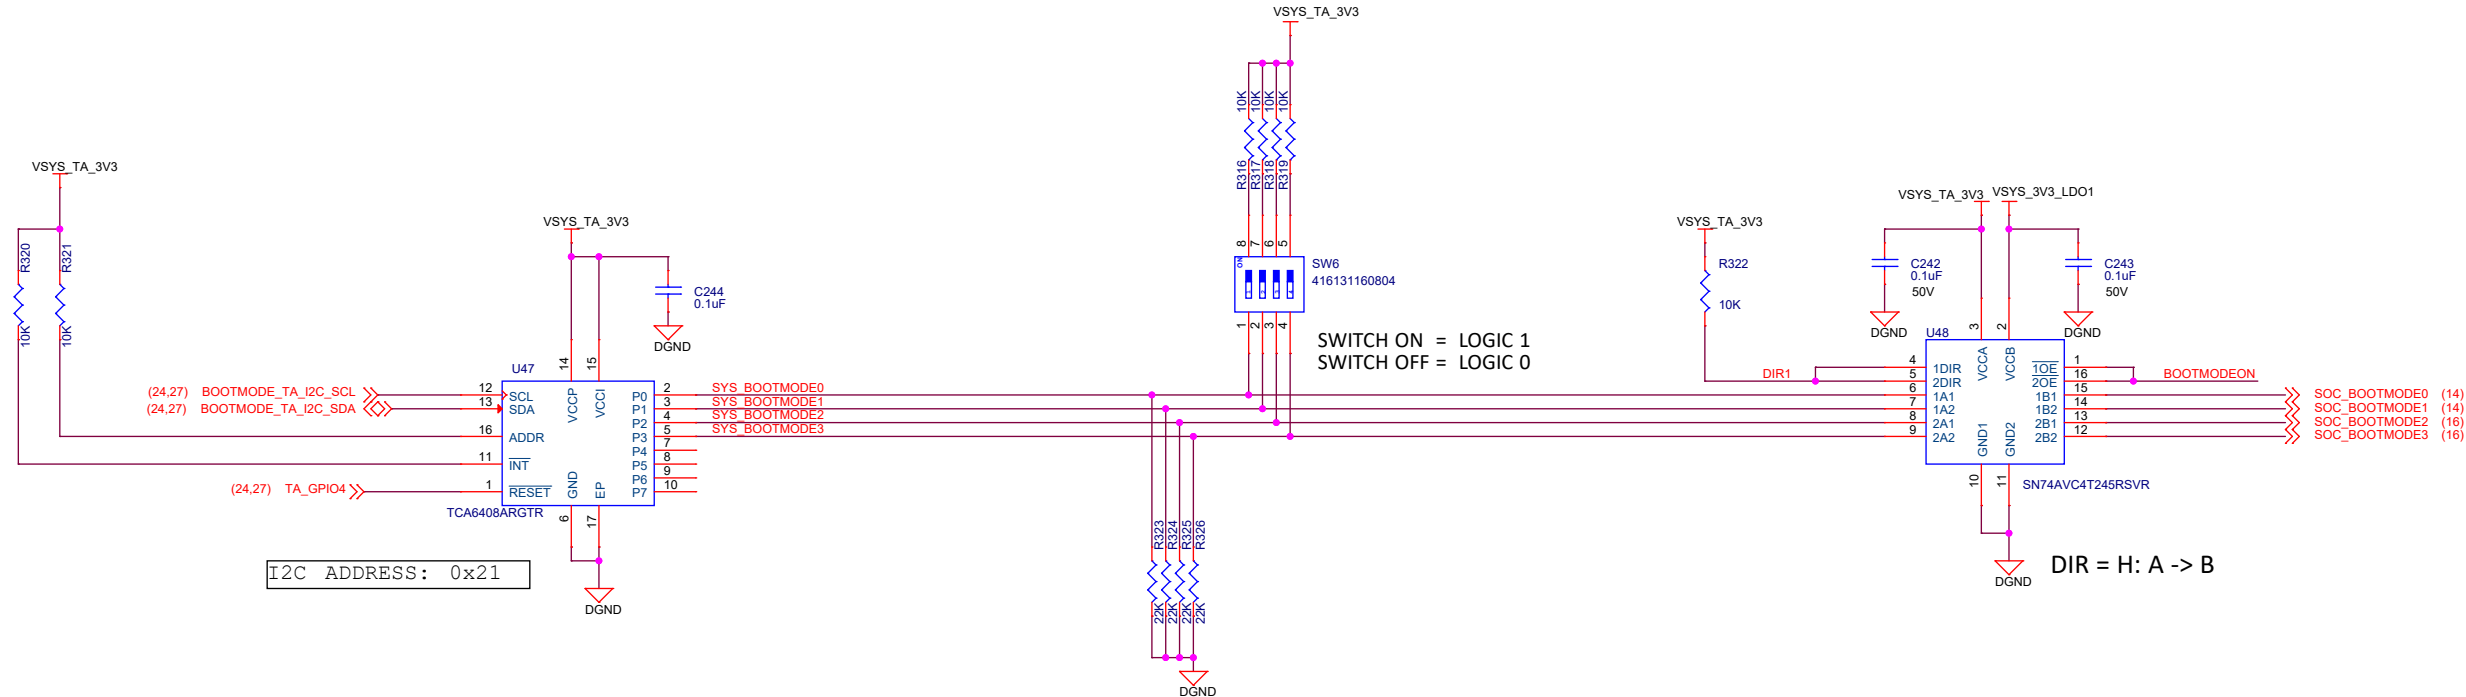 VSYS_TA_3V3
10K
10K
10K
10K
R316
R317
R318
R319
8
7
6
5
ON
1
2
3
4
SW6
416131160804
1
2
3
4
SWITCH ON = LOGIC 1
SWITCH OFF = LOGIC 0
VSYS_TA_3V3
R320
R321
10K
10K
VSYS_TA_3V3
C244
0.1uF
DGND
U47
14
15
(24,27) BOOTMODE_TA_I2C_SCL
(24,27) BOOTMODE_TA_I2C_SDA
(24,27) TA_GPIO4
12
13
16
11
1
SCL
SDA
ADDR
INT
RESET
VCCP
VCCI
GND
EP
P0
P1
P2
P3
P4
P5
P6
P7
2
3
4
5
7
8
9
10
SYS_BOOTMODE0
SYS_BOOTMODE1
SYS_BOOTMODE2
SYS_BOOTMODE3
TCA6408ARGTR
6
17
DGND
I2C ADDRESS: 0x21
R323
R324
R325
R326
22K
22K
22K
22K
DGND
VSYS_TA_3V3
R322
10K
DIR1
VSYS_TA_3V3
VSYS_3V3_LDO1
C242
0.1uF
50V
DGND
C243
0.1uF
50V
DGND
U48
3
2
4
5
6
7
8
9
1DIR
2DIR
1A1
1A2
2A1
2A2
VCCA
VCCB
GND1
GND2
1OE
2OE
1B1
1B2
2B1
2B2
1
16
15
14
13
12
BOOTMODEON
SOC_BOOTMODE0 (14)
SOC_BOOTMODE1 (14)
SOC_BOOTMODE2 (16)
SOC_BOOTMODE3 (16)
10
11
SN74AVC4T245RSVR
DGND
DIR = H: A -> B